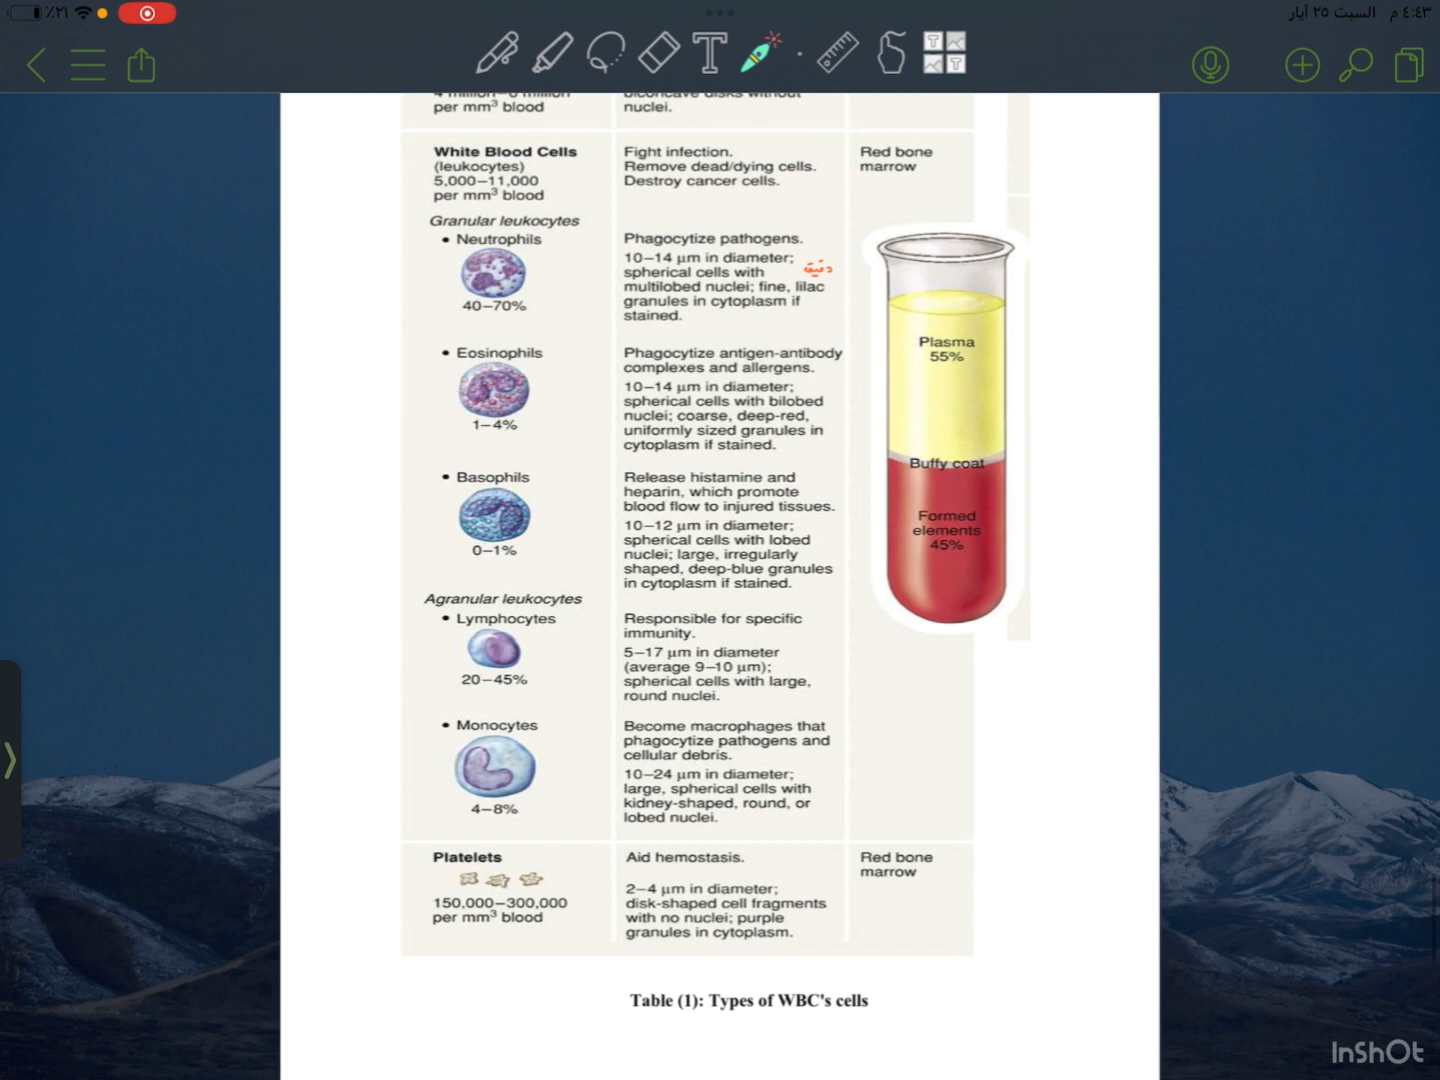 ٪٢١
٤:٤٣ م السبت ٢٥ أيار
4 million–6 million
per mm³ blood
biconcave disks without
nuclei.
White Blood Cells
(leukocytes)
5,000–11,000
per mm³ blood
Fight infection.
Remove dead/dying cells.
Destroy cancer cells.
Red bone
marrow
Granular leukocytes
• Neutrophils
40–70%
Phagocytize pathogens.
10–14 μm in diameter;
spherical cells with
multilobed nuclei; fine, lilac
granules in cytoplasm if
stained.
دقيقة
• Eosinophils
1–4%
Phagocytize antigen-antibody
complexes and allergens.
10–14 μm in diameter;
spherical cells with bilobed
nuclei; coarse, deep-red,
uniformly sized granules in
cytoplasm if stained.
• Basophils
0–1%
Release histamine and
heparin, which promote
blood flow to injured tissues.
10–12 μm in diameter;
spherical cells with lobed
nuclei; large, irregularly
shaped, deep-blue granules
in cytoplasm if stained.
Agranular leukocytes
• Lymphocytes
20–45%
Responsible for specific
immunity.
5–17 μm in diameter
(average 9–10 μm);
spherical cells with large,
round nuclei.
• Monocytes
4–8%
Become macrophages that
phagocytize pathogens and
cellular debris.
10–24 μm in diameter;
large, spherical cells with
kidney-shaped, round, or
lobed nuclei.
Platelets
150,000–300,000
per mm³ blood
Aid hemostasis.
2–4 μm in diameter;
disk-shaped cell fragments
with no nuclei; purple
granules in cytoplasm.
Red bone
marrow
Plasma
55%
Buffy coat
Formed
elements
45%
Table (1): Types of WBC's cells
InShOt